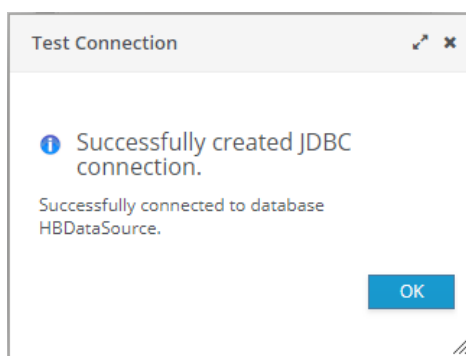 Test Connection
Successfully created JDBC
connection.
Successfully connected to database
HBDataSource.
OK